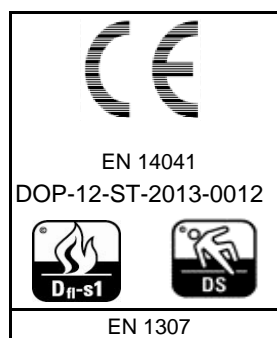 CE
EN 14041
DOP-12-ST-2013-0012
© ©
Dfl-s1 DS
EN 1307